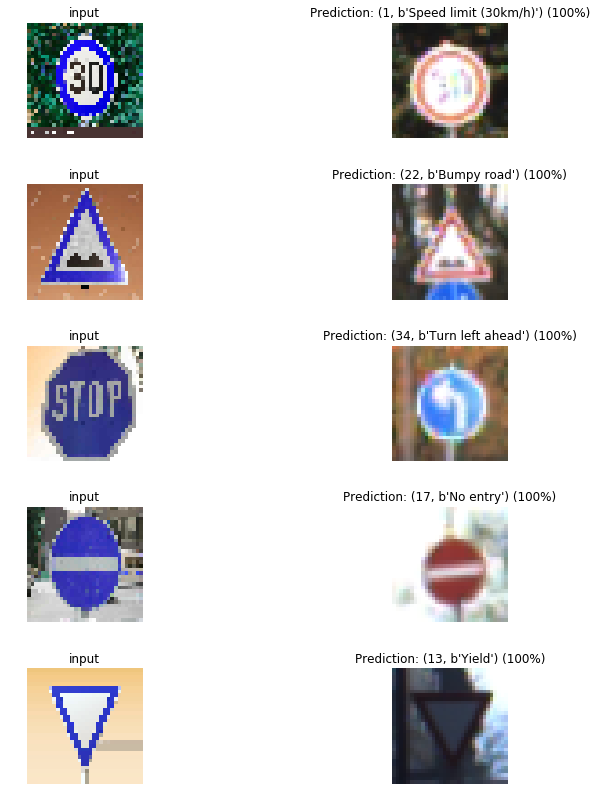 input
Prediction: (1, b'Speed limit (30km/h)') (100%)
30
30
input
Prediction: (22, b'Bumpy road') (100%)
input
Prediction: (34, b'Turn left ahead') (100%)
STOP
input
Prediction: (17, b'No entry') (100%)
input
Prediction: (13, b'Yield') (100%)